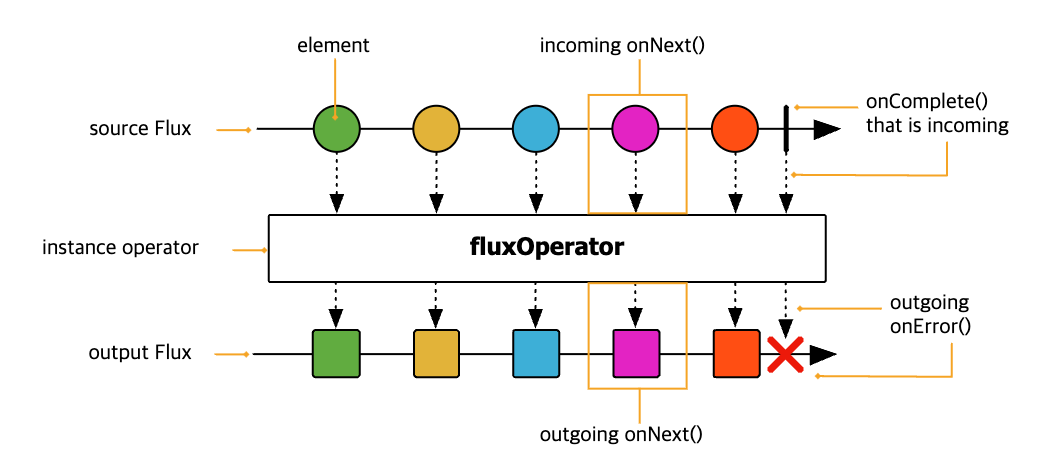 element
incoming onNext()
source Flux
onComplete()
that is incoming
instance operator
fluxOperator
outgoing
onError()
output Flux
outgoing onNext()